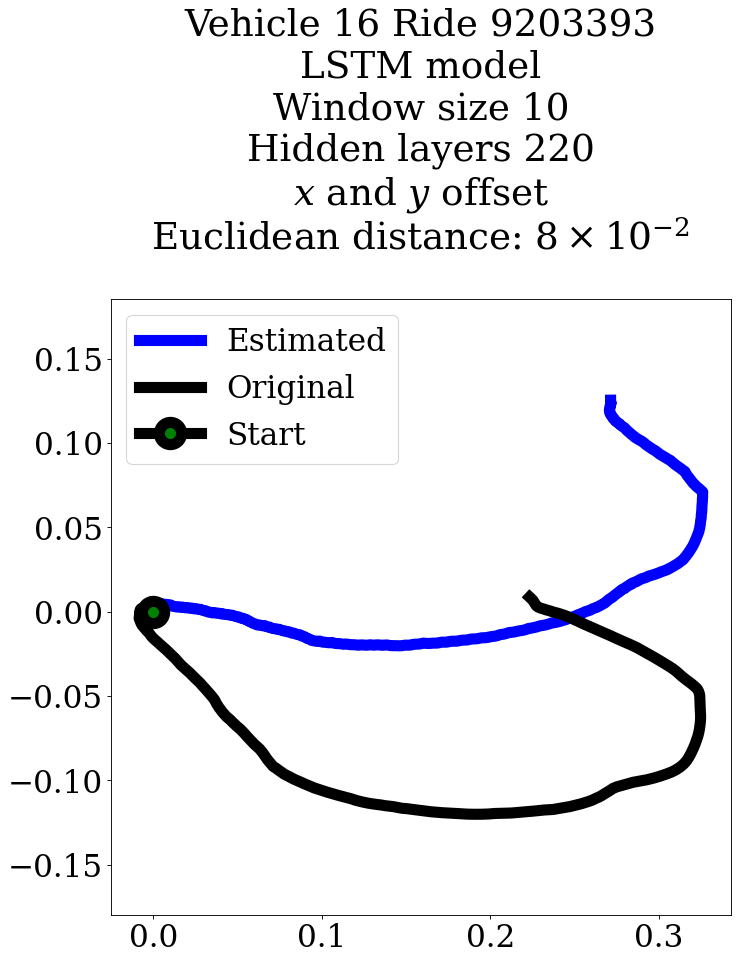 Vehicle 16 Ride 9203393
LSTM model
Window size 10
Hidden layers 220
x and y offset
Euclidean distance: 8 × 10⁻²
Estimated
Original
Start
0.15
0.10
0.05
0.00
−0.05
−0.10
−0.15
0.0 0.1 0.2 0.3